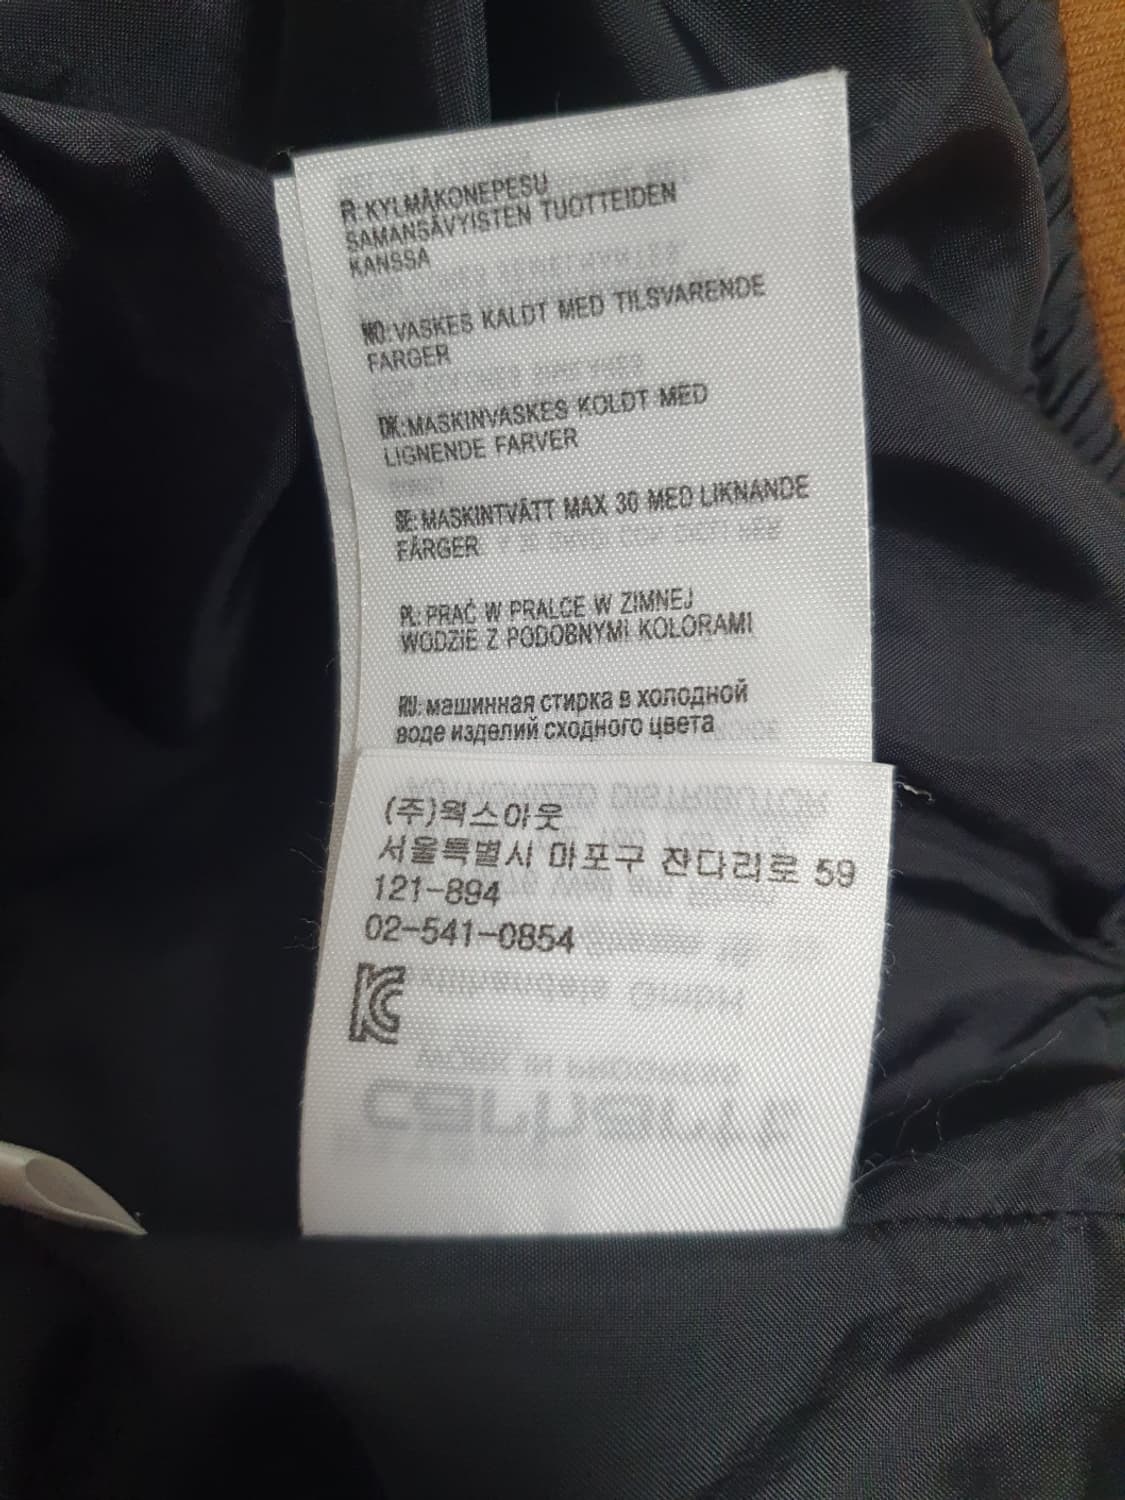 FI:KYLMÄKONEPESU
SAMANSÄVYISTEN TUOTTEIDEN
KANSSA
NO:VASKES KALDT MED TILSVARENDE
FARGER
DK:MASKINVASKES KOLDT MED
LIGNENDE FARVER
SE:MASKINTVÄTT MAX 30 MED LIKNANDE
FÄRGER
PL: PRAĆ W PRALCE W ZIMNEJ
WODZIE Z PODOBNYMI KOLORAMI
RU: машинная стирка в холодной
воде изделий сходного цвета
(주)웍스아웃
서울특별시 마포구 잔다리로 59
121-894
02-541-0854